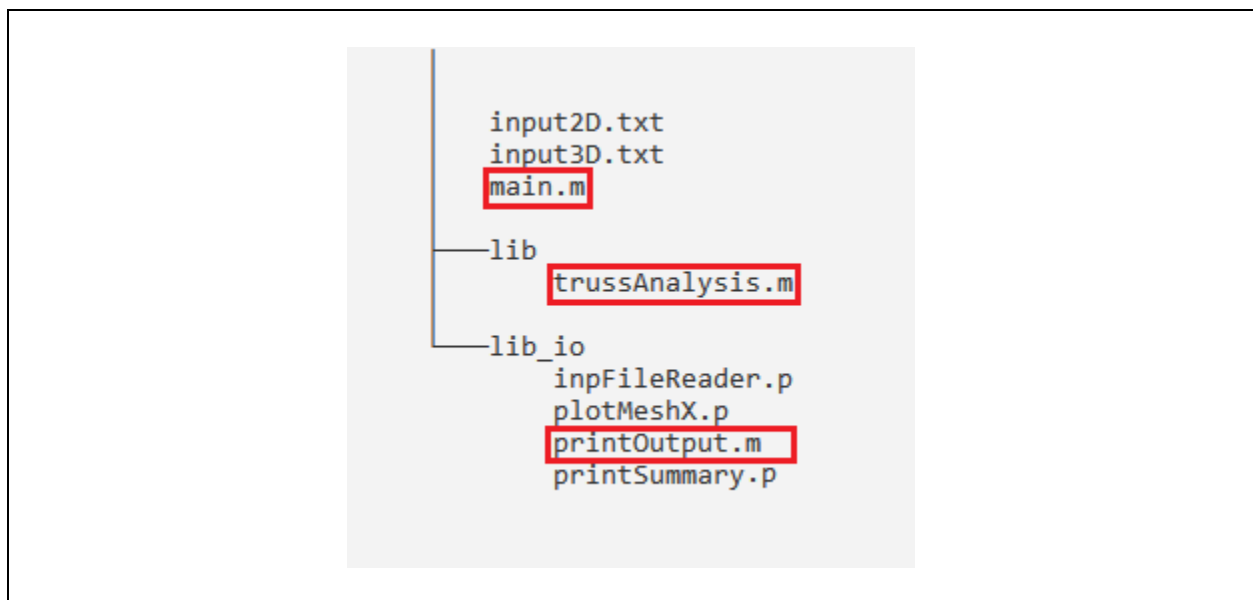 input2D.txt
input3D.txt
main.m
lib
trussAnalysis.m
lib_io
inpFileReader.p
plotMeshX.p
printOutput.m
printSummary.p